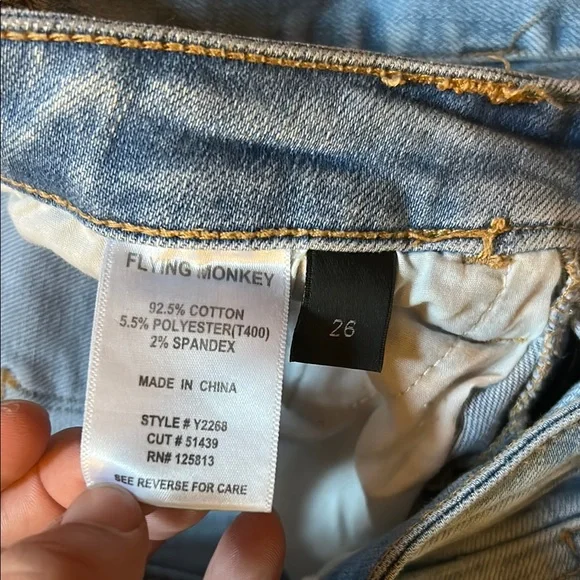 FLYING MONKEY
92.5% COTTON
5.5% POLYESTER(T400)
2% SPANDEX
MADE IN CHINA
STYLE # Y2268
CUT # 51439
RN# 125813
SEE REVERSE FOR CARE
26